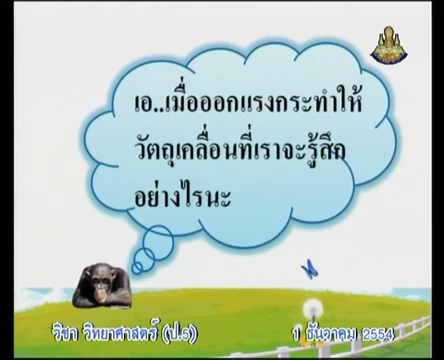 เอ..เมื่อออกแรงกระทำให้
วัตถุเคลื่อนที่เราจะรู้สึก
อย่างไรนะ
วิชา วิทยาศาสตร์ (ป.5)
1 ธันวาคม 2554